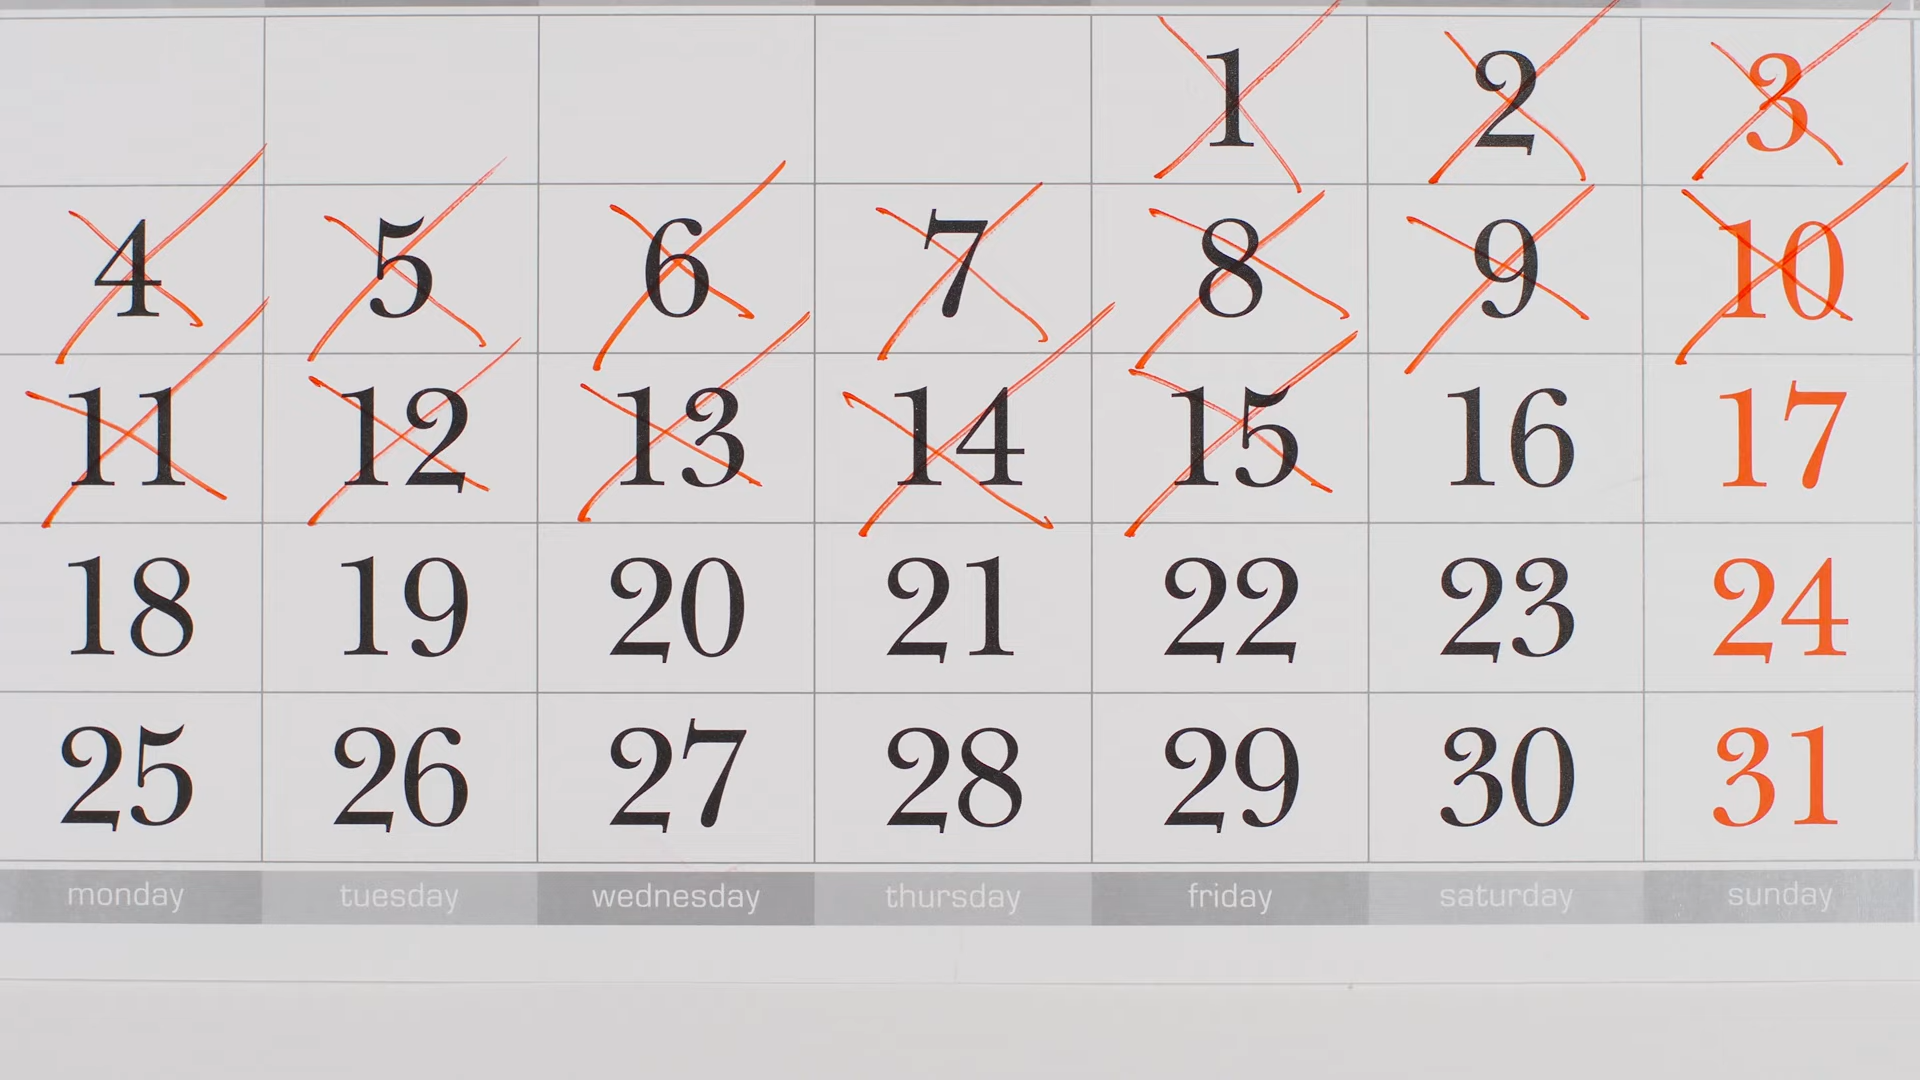 1 2 3
4 5 6 7 8 9 10
11 12 13 14 15 16 17
18 19 20 21 22 23 24
25 26 27 28 29 30 31
monday tuesday wednesday thursday friday saturday sunday